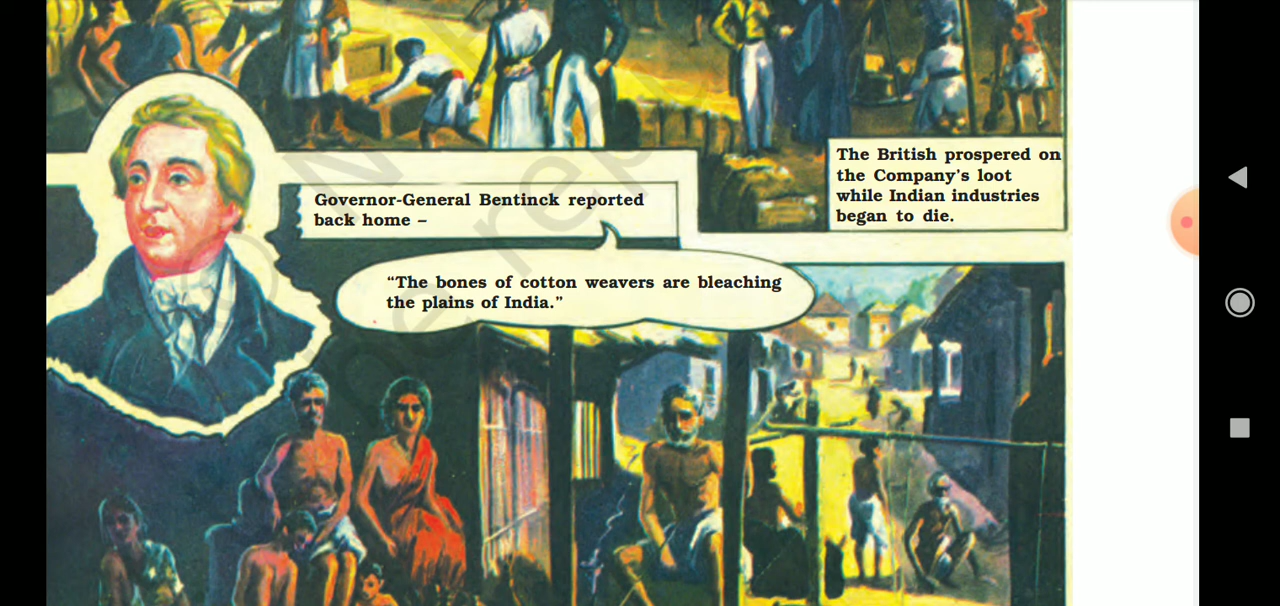 The British prospered on
the Company's loot
while Indian industries
began to die.
Governor-General Bentinck reported
back home –
“The bones of cotton weavers are bleaching
the plains of India.”